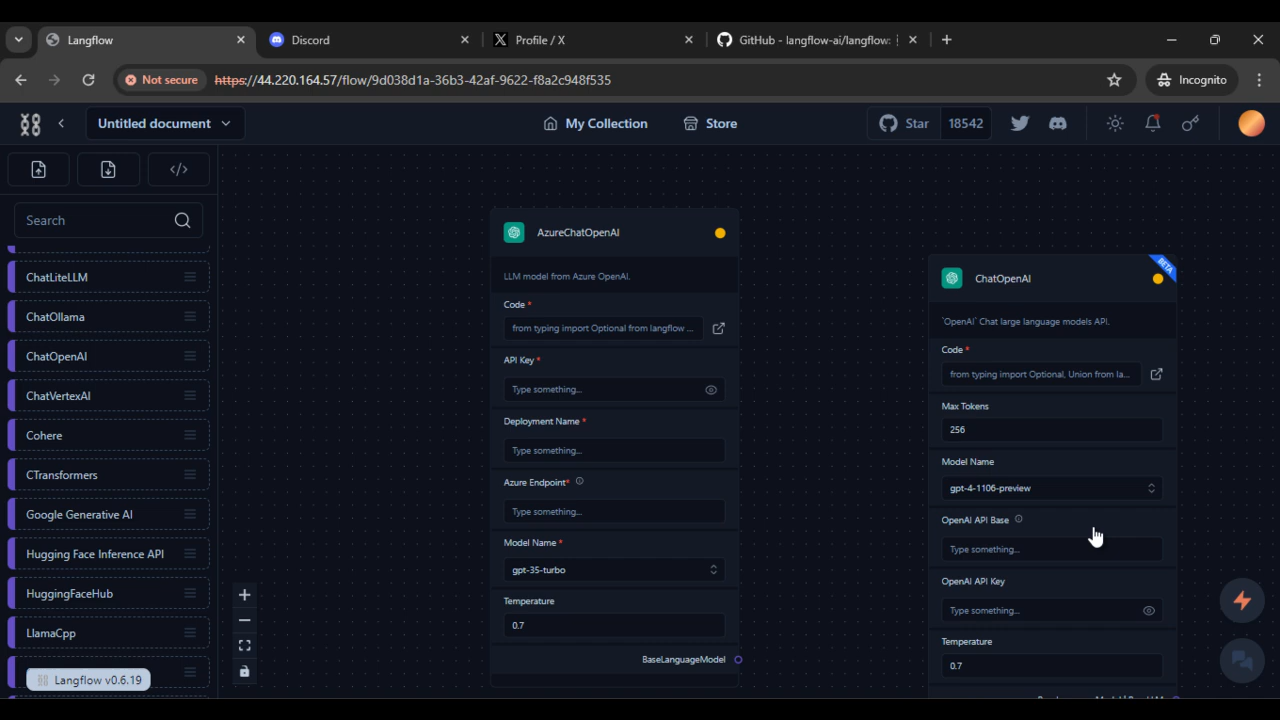 Langflow
Discord
Profile / X
GitHub - langflow-ai/langflow:
Not secure
https://44.220.164.57/flow/9d038d1a-36b3-42af-9622-f8a2c948f535
Incognito
Untitled document
My Collection
Store
Star
18542
Search
ChatLiteLLM
ChatOllama
ChatOpenAI
ChatVertexAI
Cohere
CTransformers
Google Generative AI
Hugging Face Inference API
HuggingFaceHub
LlamaCpp
Langflow v0.6.19
AzureChatOpenAI
LLM model from Azure OpenAI.
Code *
from typing import Optional from langflow ...
API Key *
Type something...
Deployment Name *
Type something...
Azure Endpoint*
Type something...
Model Name *
gpt-35-turbo
Temperature
0.7
BaseLanguageModel
BETA
ChatOpenAI
`OpenAI` Chat large language models API.
Code *
from typing import Optional, Union from la...
Max Tokens
256
Model Name
gpt-4-1106-preview
OpenAI API Base
Type something...
OpenAI API Key
Type something...
Temperature
0.7